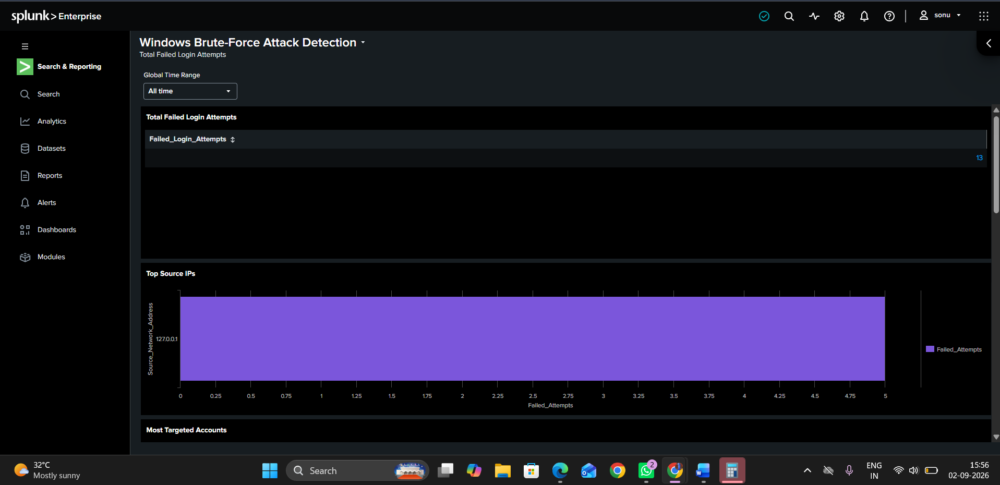 splunk> Enterprise
sonu
Search & Reporting
Search
Analytics
Datasets
Reports
Alerts
Dashboards
Modules
Windows Brute-Force Attack Detection
Total Failed Login Attempts
Global Time Range
All time
Total Failed Login Attempts
Failed_Login_Attempts
13
Top Source IPs
Source_Network_Address
127.0.0.1
0 0.25 0.5 0.75 1 1.25 1.5 1.75 2 2.25 2.5 2.75 3 3.25 3.5 3.75 4 4.25 4.5 4.75 5
Failed_Attempts
Failed_Attempts
Most Targeted Accounts
32°C
Mostly sunny
Search
2
1
ENG
IN
15:56
02-09-2026